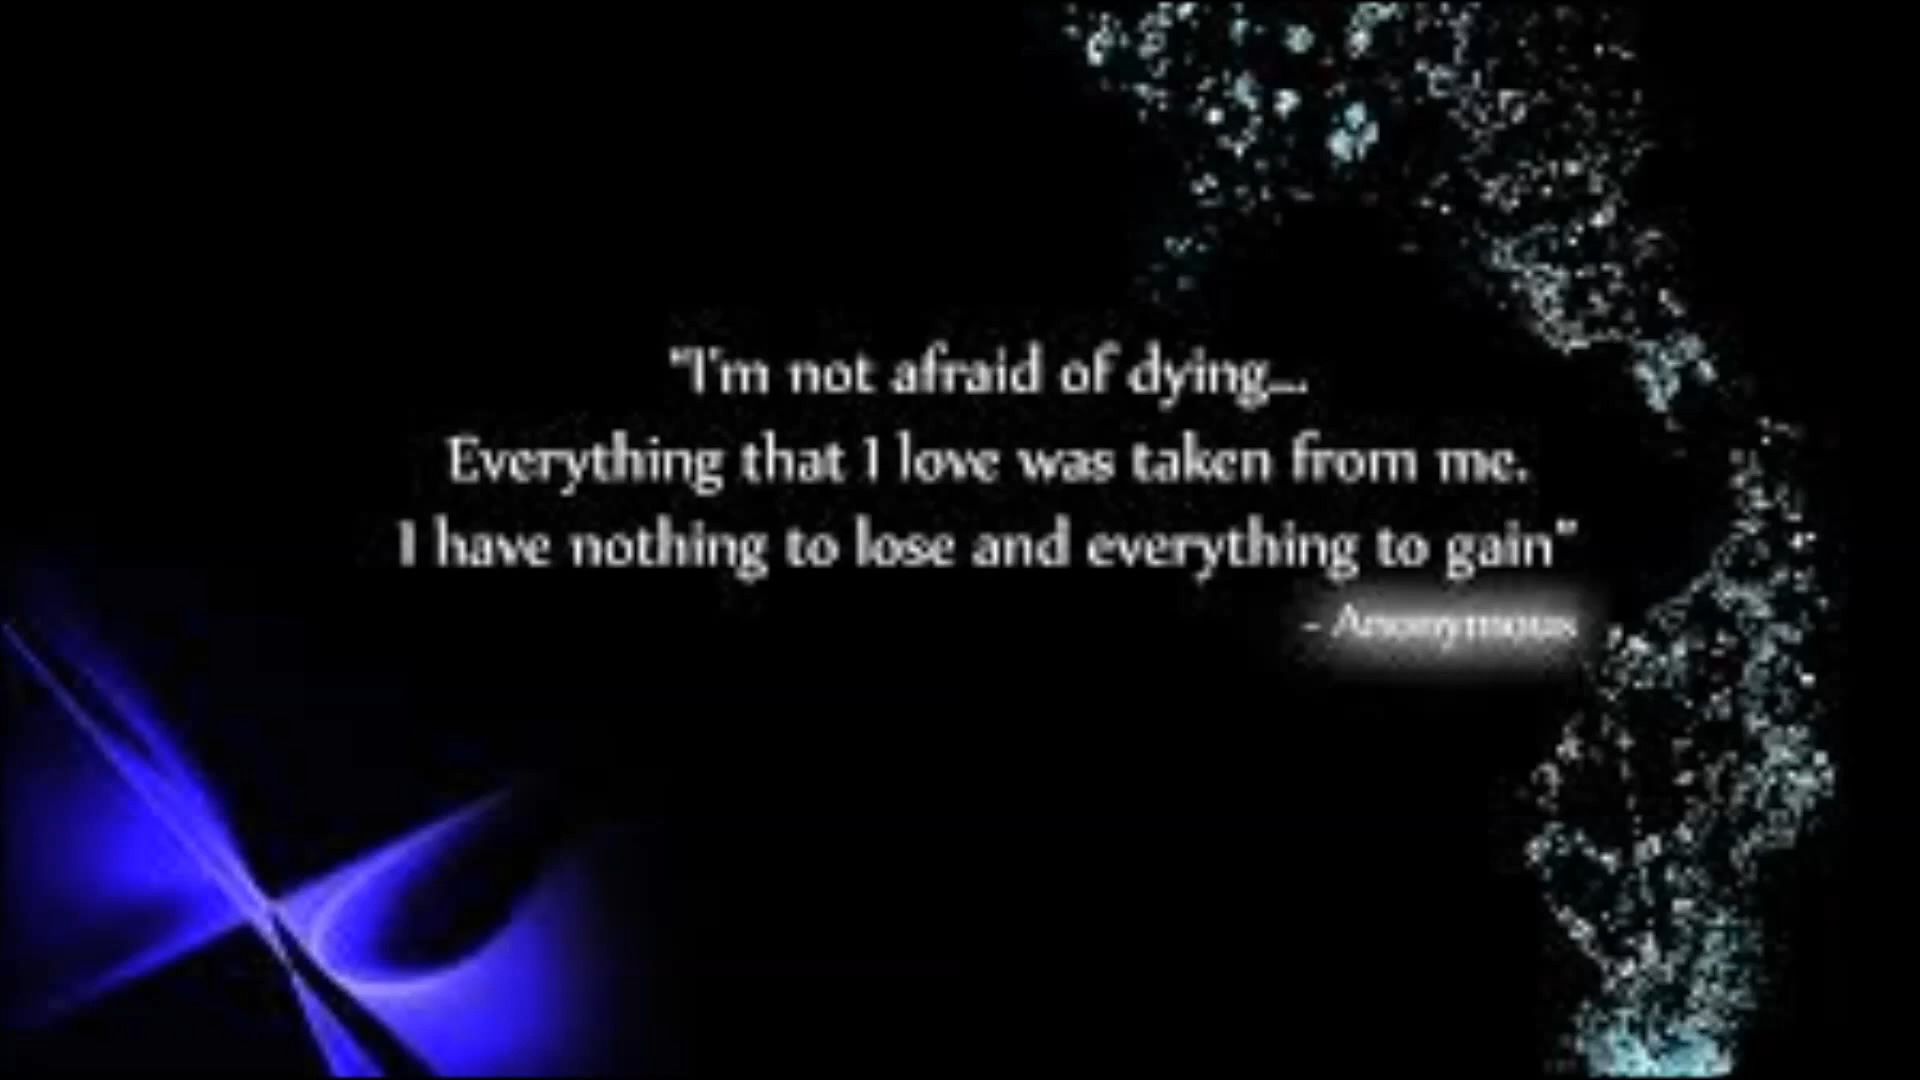 "I'm not afraid of dying...
Everything that I love was taken from me.
I have nothing to lose and everything to gain"
- Anonymous